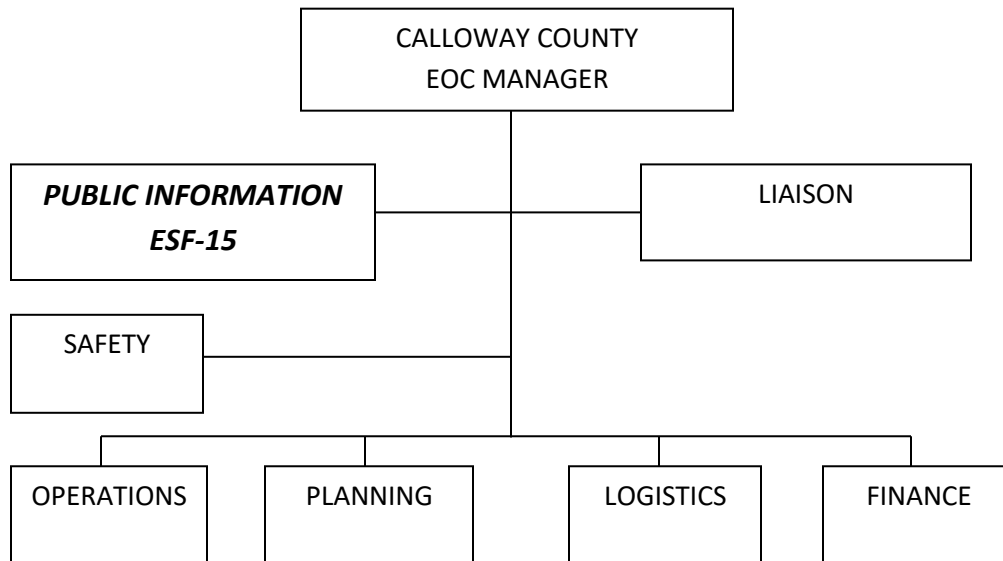 CALLOWAY COUNTY
EOC MANAGER
PUBLIC INFORMATION
ESF-15
LIAISON
SAFETY
OPERATIONS
PLANNING
LOGISTICS
FINANCE